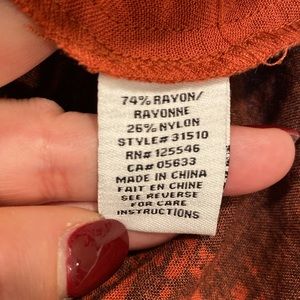 74% RAYON/
RAYONNE
26% NYLON
STYLE# 31510
RN# 125546
CA# 05633
MADE IN CHINA
FAIT EN CHINE
SEE REVERSE
FOR CARE
INSTRUCTIONS